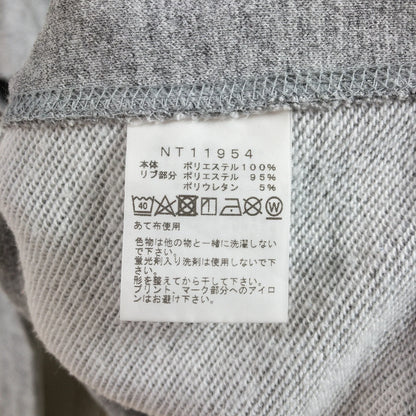 NT11954
本体 ポリエステル100%
リブ部分 ポリエステル 95%
ポリウレタン 5%
40 W
あて布使用
色物は他の物と一緒に洗濯しない
で下さい。
蛍光剤入り洗剤は使用しないで下
さい。
形を整えてから干して下さい。
プリント、マーク部分へのアイロ
ンはお避け下さい。